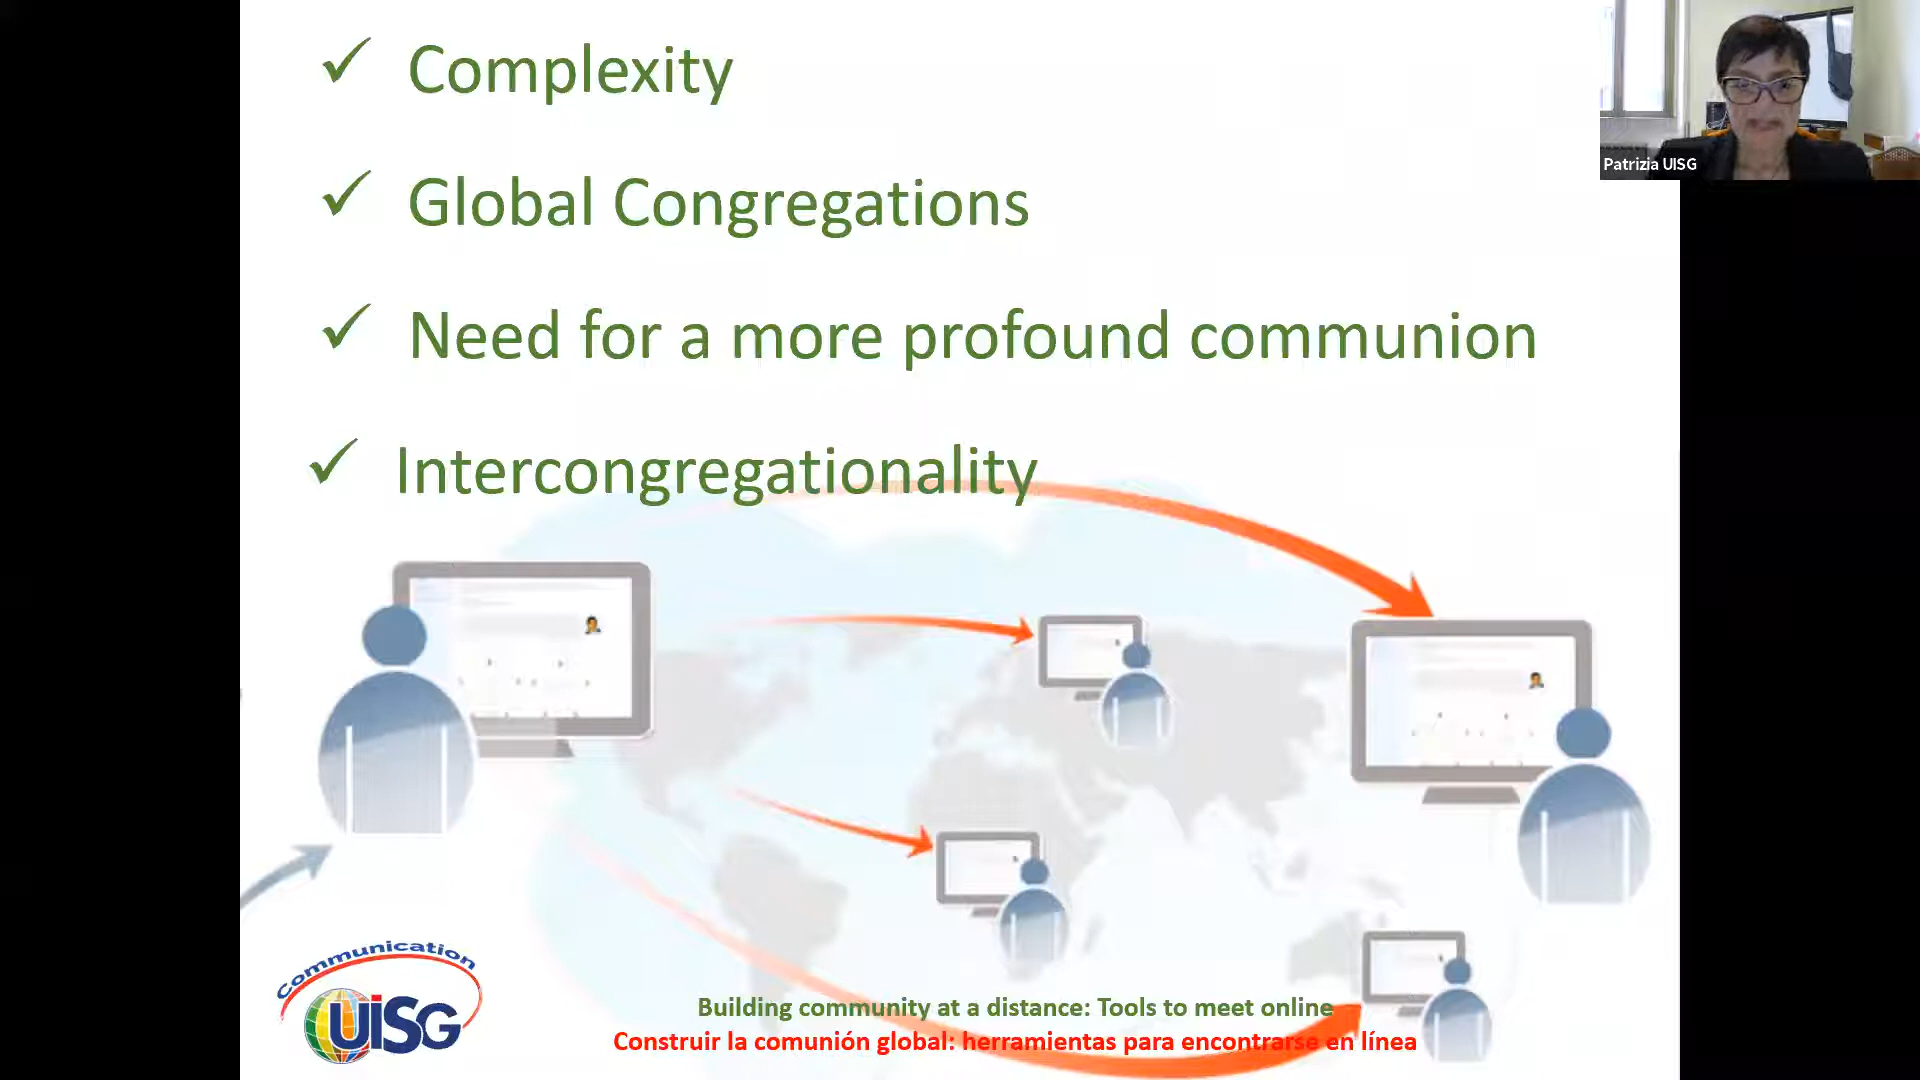 ✓ Complexity
Patrizia UISG
✓ Global Congregations
✓ Need for a more profound communion
✓ Intercongregationality
Communication
UISG
Building community at a distance: Tools to meet online
Construir la comunión global: herramientas para encontrarse en línea